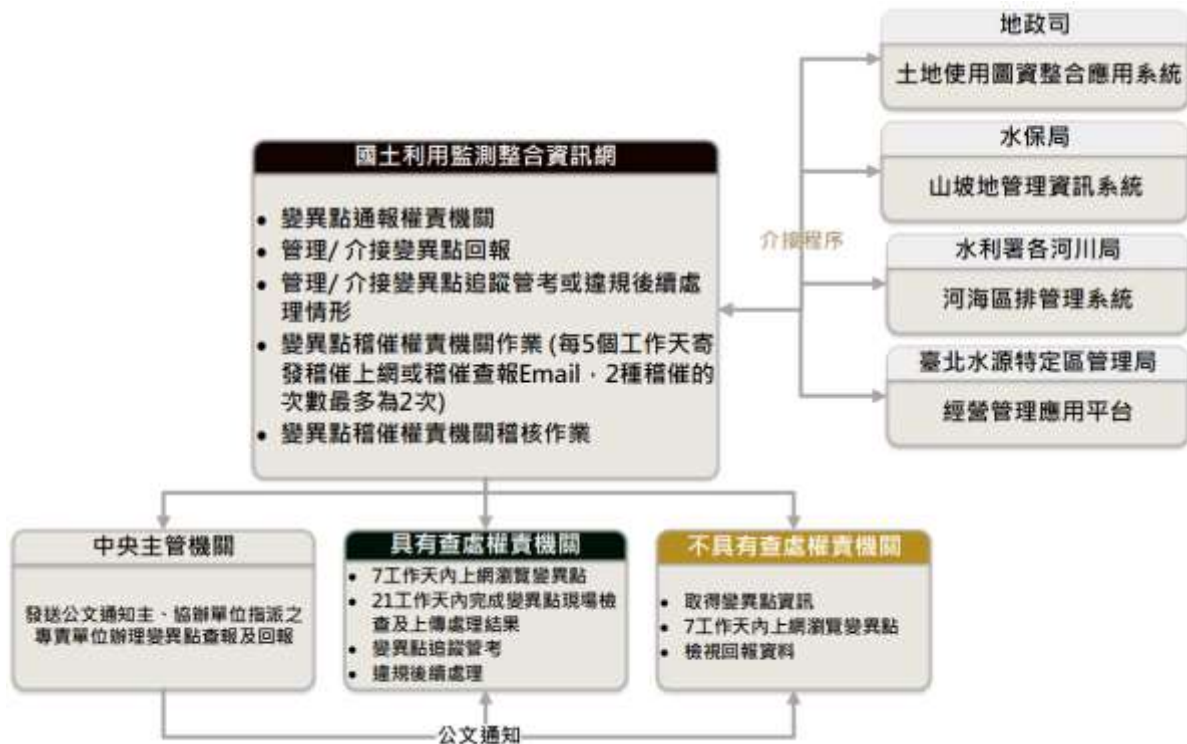 地政司
土地使用圖資整合應用系統
水保局
山坡地管理資訊系統
水利署各河川局
河海區排管理系統
臺北水源特定區管理局
經營管理應用平台
介接程序
國土利用監測整合資訊網
• 變異點通報權責機關
• 管理/ 介接變異點回報
• 管理/ 介接變異點追蹤管考或違規後續處
理情形
• 變異點稽催權責機關作業 (每5個工作天寄
發稽催上網或稽催查報Email，2種稽催的
次數最多為2次)
• 變異點稽催權責機關稽核作業
中央主管機關
發送公文通知主、協辦單位指派之
專責單位辦理變異點查報及回報
具有查處權責機關
• 7工作天內上網瀏覽變異點
• 21工作天內完成變異點現場檢
查及上傳處理結果
• 變異點追蹤管考
• 違規後續處理
不具有查處權責機關
• 取得變異點資訊
• 7工作天內上網瀏覽變異點
• 檢視回報資料
公文通知